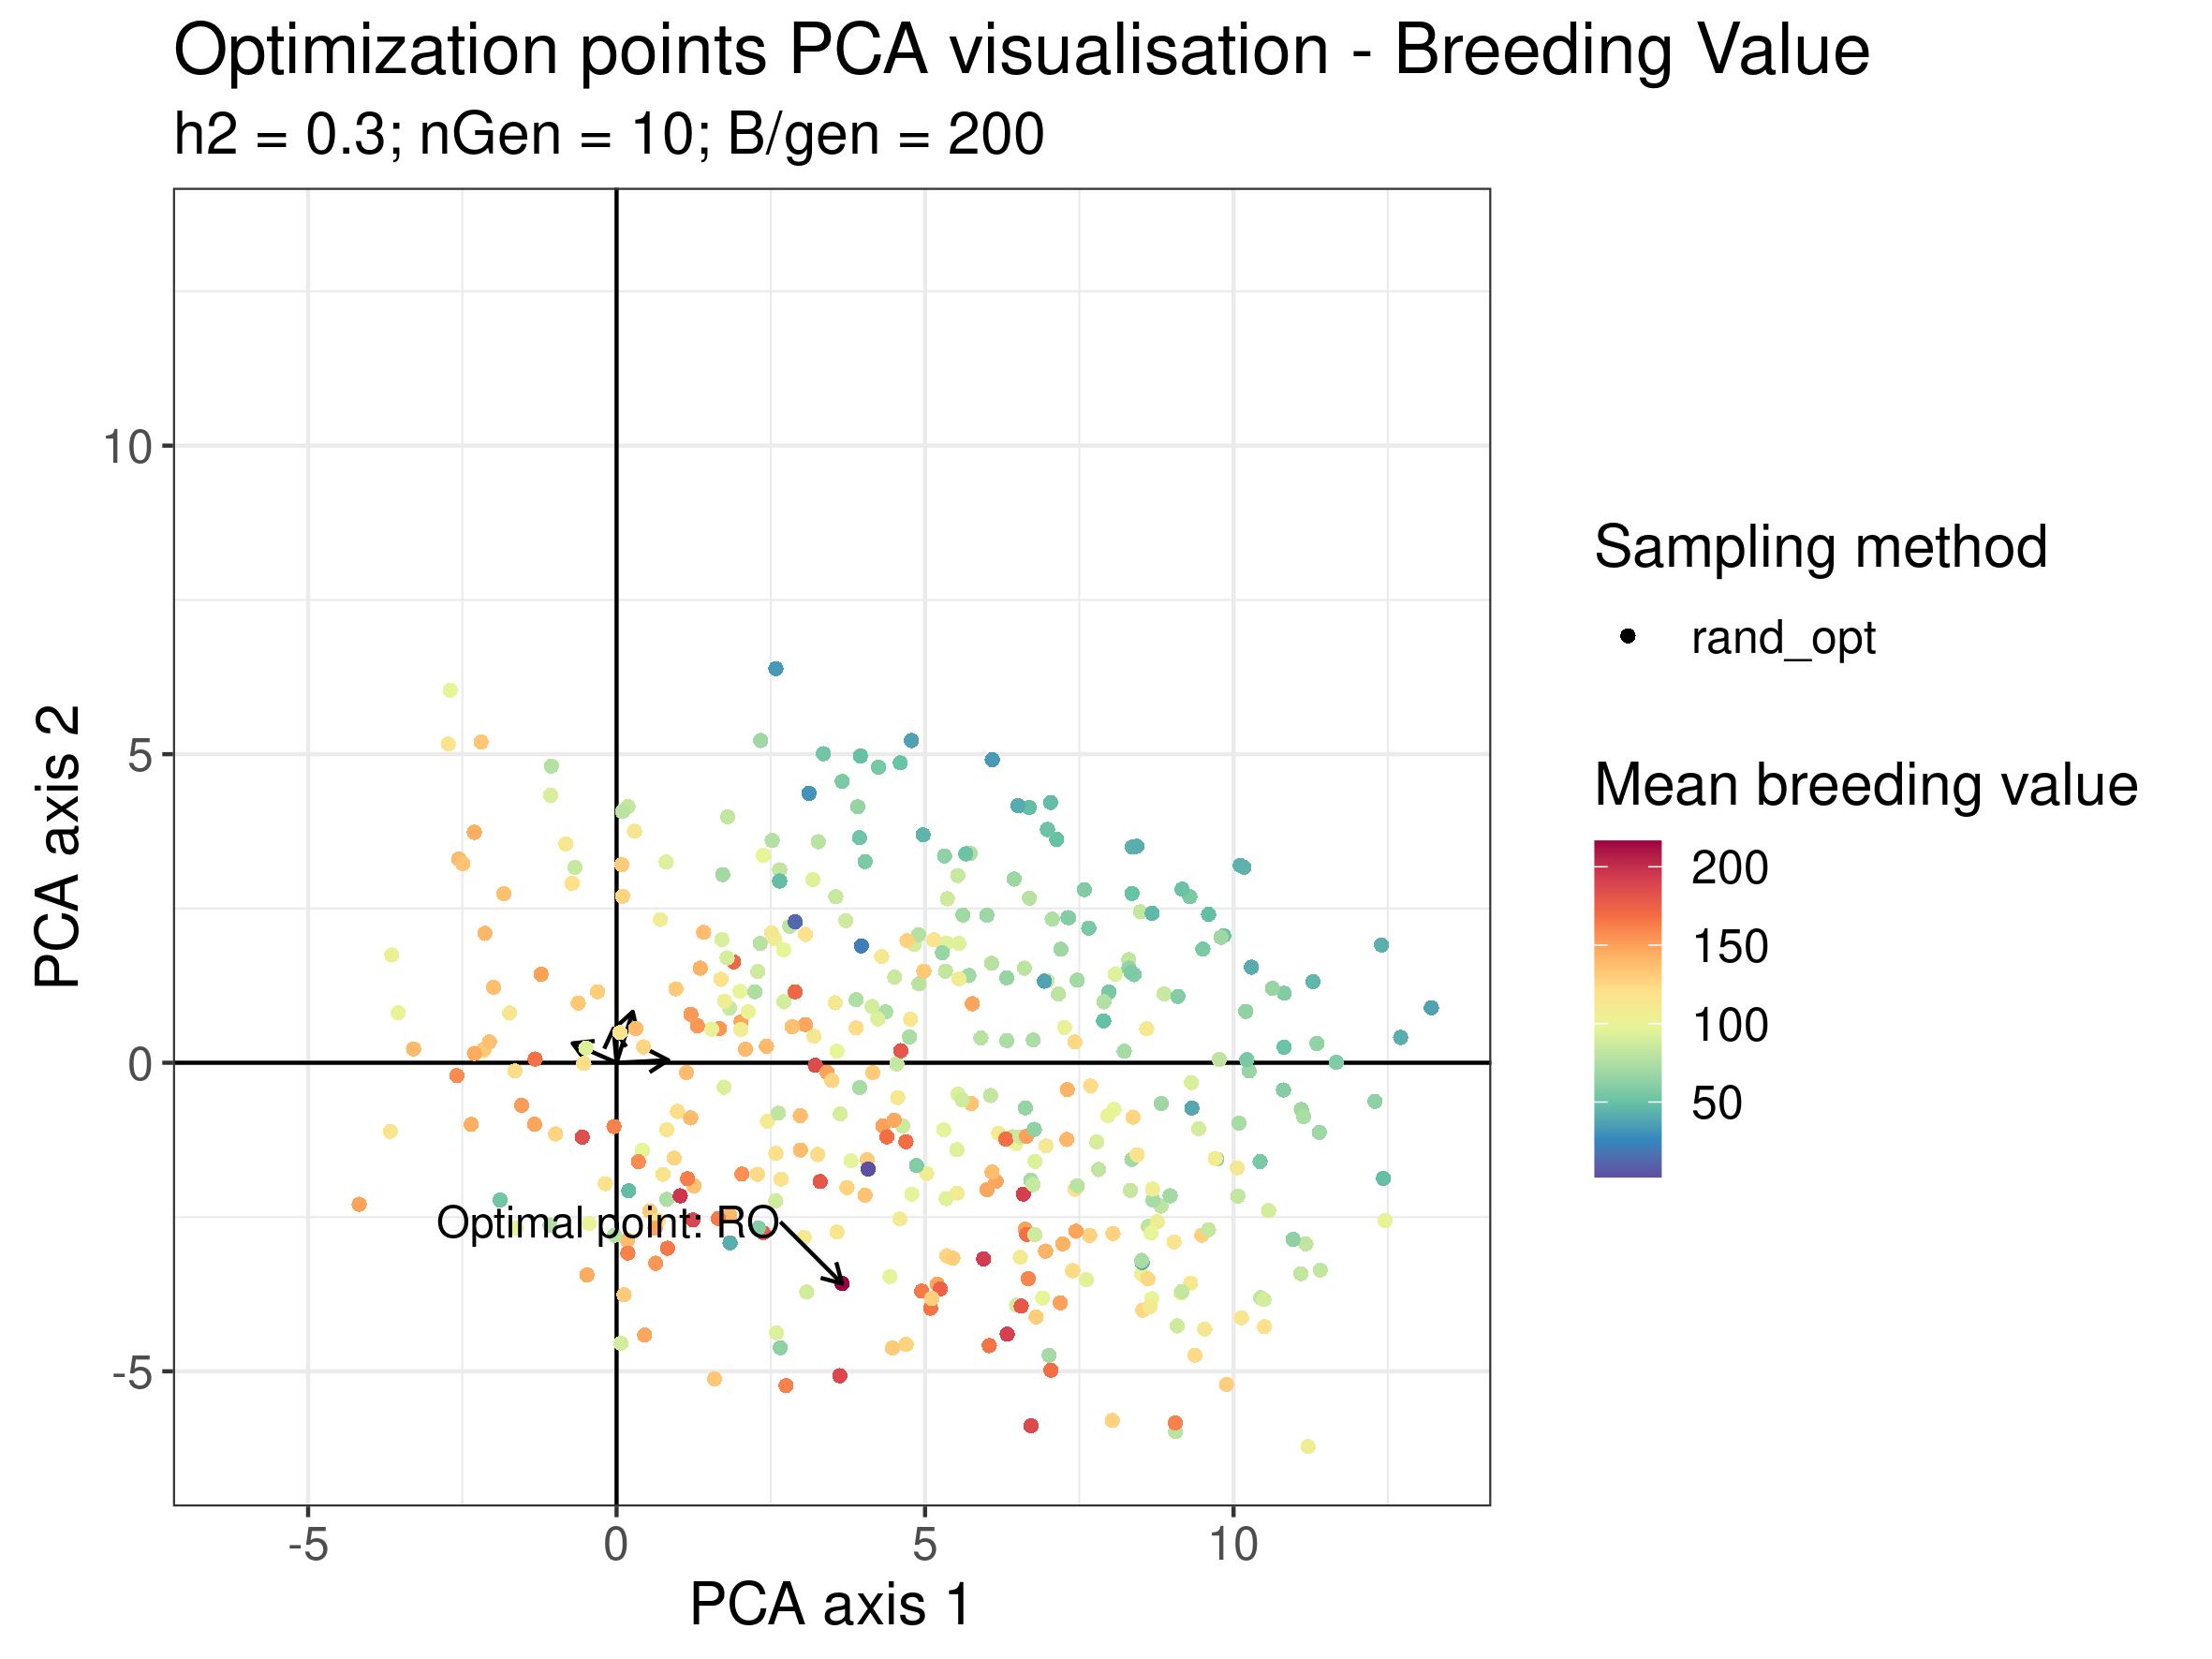 Optimization points PCA visualisation - Breeding Value
h2 = 0.3; nGen = 10; B/gen = 200
10
5
0
-5
PCA axis 2
Optimal point: RO
-5
0
5
10
PCA axis 1
Sampling method
rand_opt
Mean breeding value
200
150
100
50